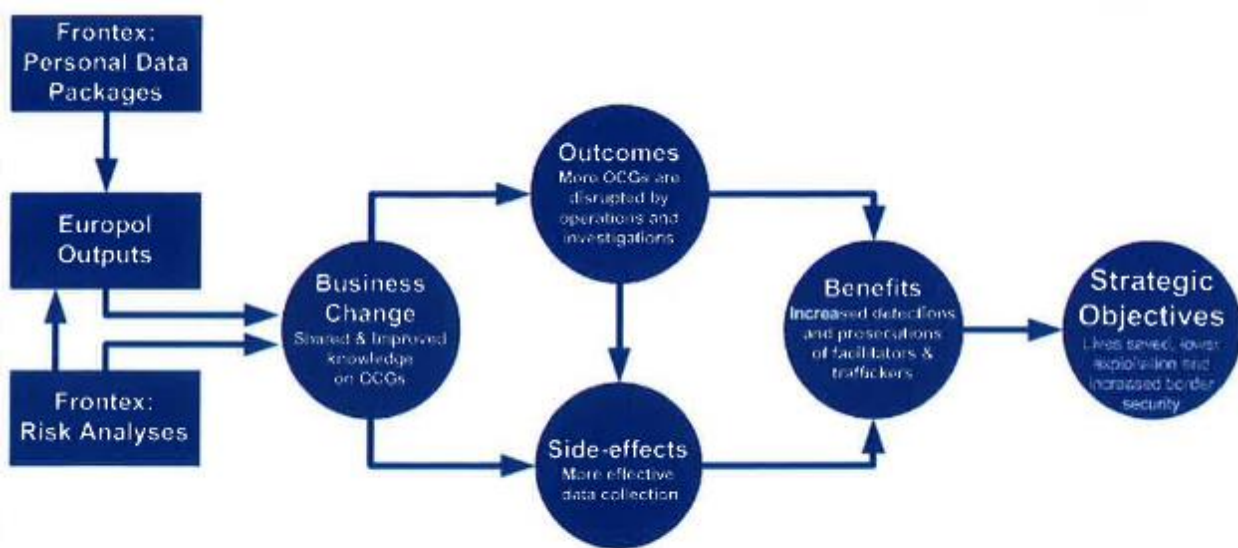 Frontex:
Personal Data
Packages
Europol
Outputs
Frontex:
Risk Analyses
Business
Change
Shared & Improved
knowledge
on OCGs
Outcomes
More OCGs are
disrupted by
operations and
investigations
Side-effects
More effective
data collection
Benefits
Increased detections
and prosecutions
of facilitators &
traffickers
Strategic
Objectives
Lives saved, lower
exploitation and
increased border
security